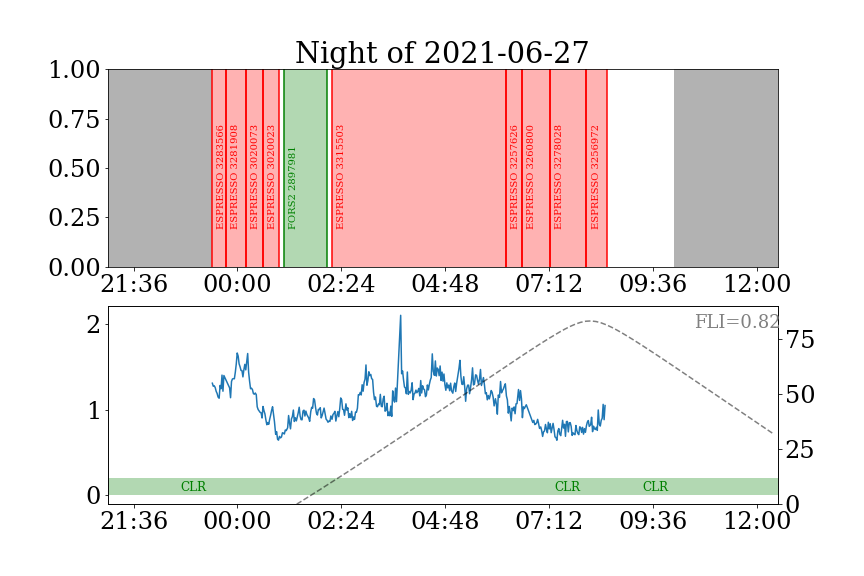 Night of 2021-06-27
1.00
0.75
0.50
0.25
0.00
ESPRESSO 3283566
ESPRESSO 3281908
ESPRESSO 3020073
ESPRESSO 3020023
FORS2 2897981
ESPRESSO 3315503
ESPRESSO 3257626
ESPRESSO 3260800
ESPRESSO 3278028
ESPRESSO 3256972
21:36 00:00 02:24 04:48 07:12 09:36 12:00
2
1
0
FLI=0.82
75
50
25
0
CLR CLR CLR
21:36 00:00 02:24 04:48 07:12 09:36 12:00